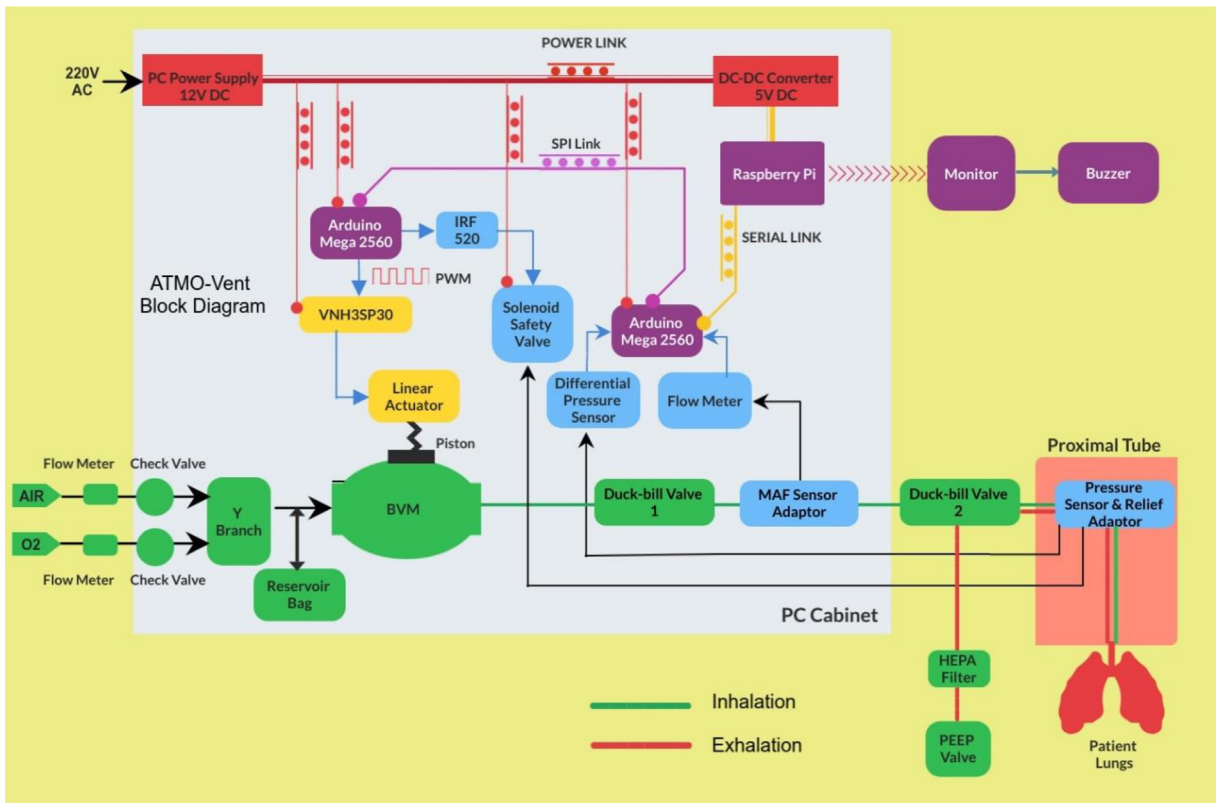 POWER LINK
220V
AC
PC Power Supply
12V DC
DC-DC Converter
5V DC
SPI Link
Raspberry Pi
Monitor
Buzzer
Arduino
Mega 2560
IRF
520
SERIAL LINK
PWM
ATMO-Vent
Block Diagram
VNH3SP30
Solenoid
Safety
Valve
Arduino
Mega 2560
Linear
Actuator
Differential
Pressure
Sensor
Flow Meter
Piston
Proximal Tube
Flow Meter
Check Valve
AIR
Y
Branch
BVM
Duck-bill Valve
1
MAF Sensor
Adaptor
Duck-bill Valve
2
Pressure
Sensor & Relief
Adaptor
O2
Flow Meter
Check Valve
Reservoir
Bag
PC Cabinet
HEPA
Filter
Inhalation
Exhalation
PEEP
Valve
Patient
Lungs